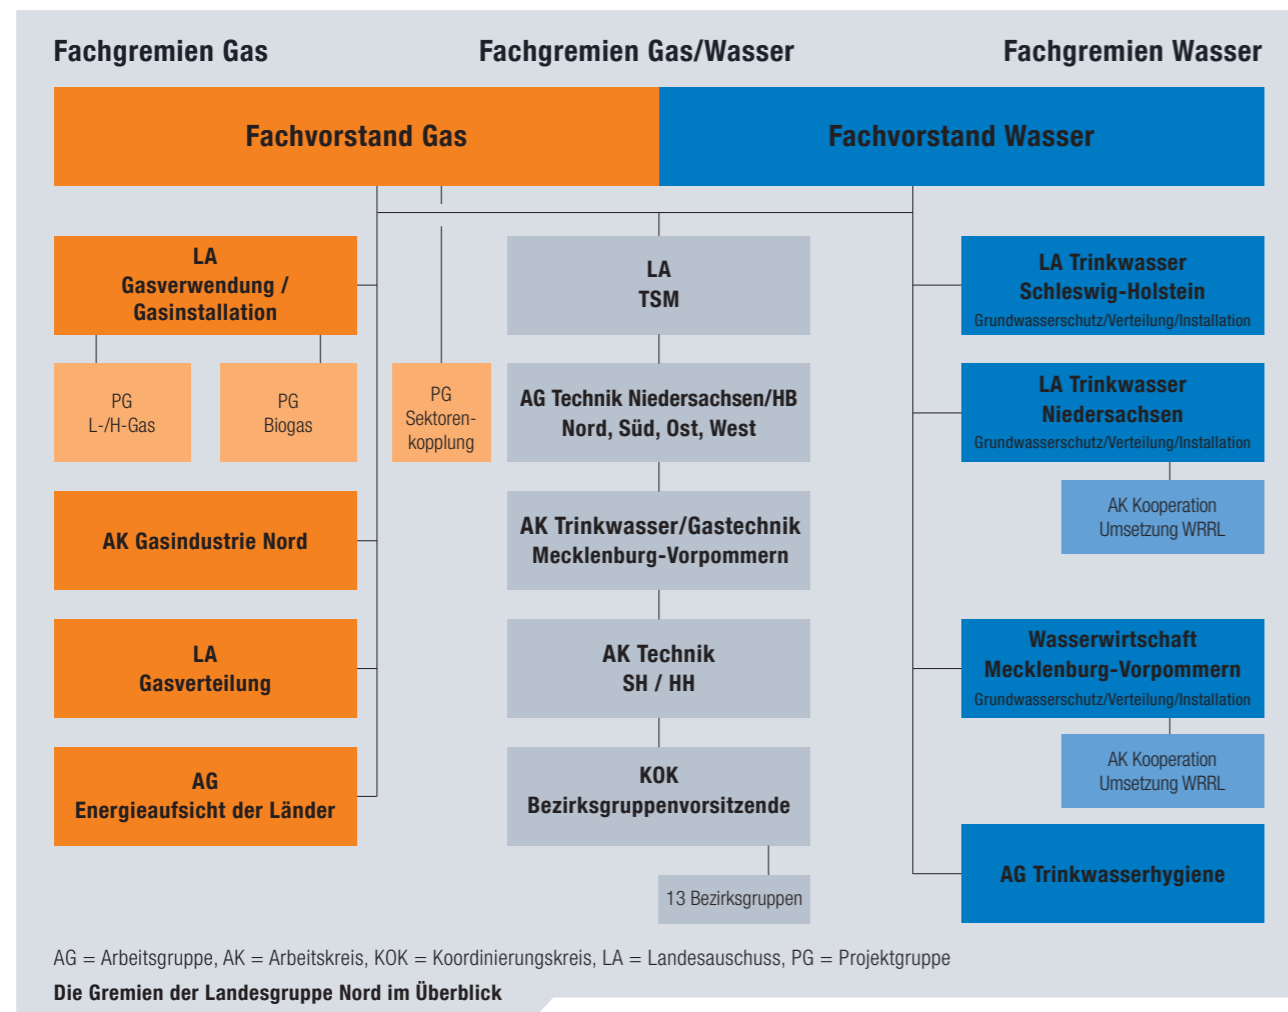 Fachgremien Gas
Fachgremien Gas/Wasser
Fachgremien Wasser
Fachvorstand Gas
Fachvorstand Wasser
LA
Gasverwendung /
Gasinstallation
PG
L-/H-Gas
PG
Biogas
PG
Sektoren-
kopplung
AK Gasindustrie Nord
LA
Gasverteilung
AG
Energieaufsicht der Länder
LA
TSM
AG Technik Niedersachsen/HB
Nord, Süd, Ost, West
AK Trinkwasser/Gastechnik
Mecklenburg-Vorpommern
AK Technik
SH / HH
KOK
Bezirksgruppenvorsitzende
13 Bezirksgruppen
LA Trinkwasser
Schleswig-Holstein
Grundwasserschutz/Verteilung/Installation
LA Trinkwasser
Niedersachsen
Grundwasserschutz/Verteilung/Installation
AK Kooperation
Umsetzung WRRL
Wasserwirtschaft
Mecklenburg-Vorpommern
Grundwasserschutz/Verteilung/Installation
AK Kooperation
Umsetzung WRRL
AG Trinkwasserhygiene
AG = Arbeitsgruppe, AK = Arbeitskreis, KOK = Koordinierungskreis, LA = Landesauschuss, PG = Projektgruppe
Die Gremien der Landesgruppe Nord im Überblick